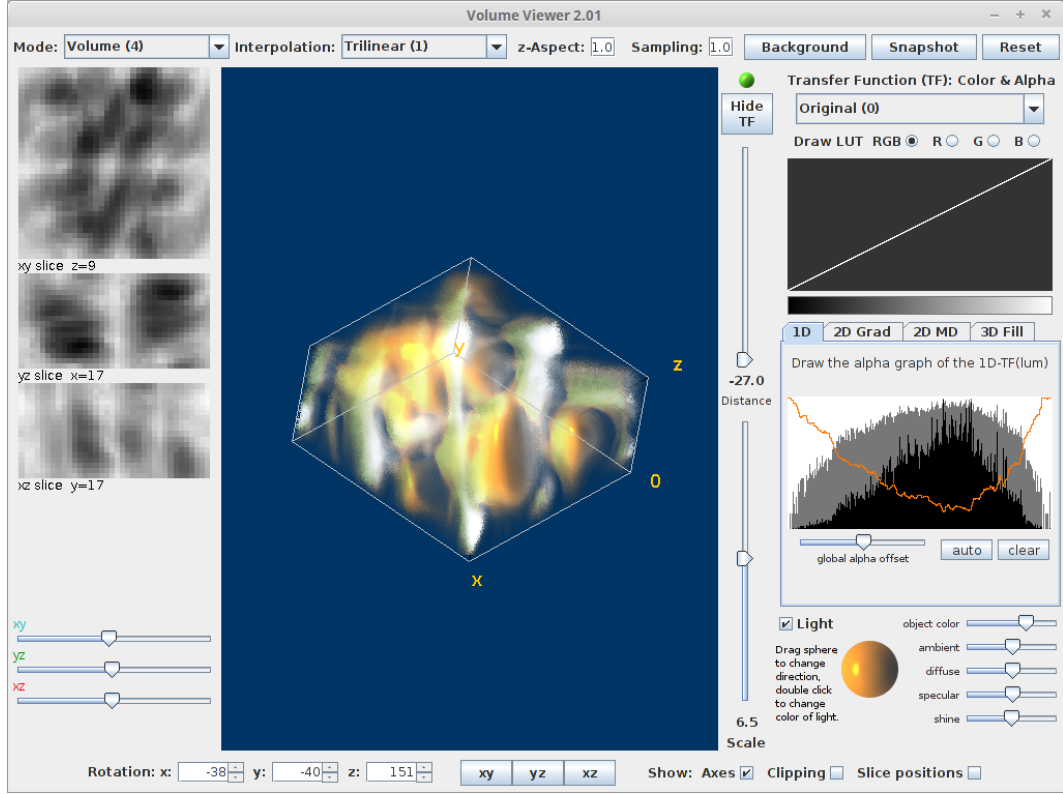 Volume Viewer 2.01
Mode: Volume (4) Interpolation: Trilinear (1) z-Aspect: 1.0 Sampling: 1.0 Background Snapshot Reset
xy slice z=9
yz slice x=17
xz slice y=17
xy
yz
xz
y
z
0
x
Hide
TF
-27.0
Distance
6.5
Scale
Transfer Function (TF): Color & Alpha
Original (0)
Draw LUT RGB R G B
1D 2D Grad 2D MD 3D Fill
Draw the alpha graph of the 1D-TF(lum)
global alpha offset
auto clear
Light
Drag sphere
to change
direction,
double click
to change
color of light.
object color
ambient
diffuse
specular
shine
Rotation: x: -38 y: -40 z: 151 xy yz xz Show: Axes Clipping Slice positions